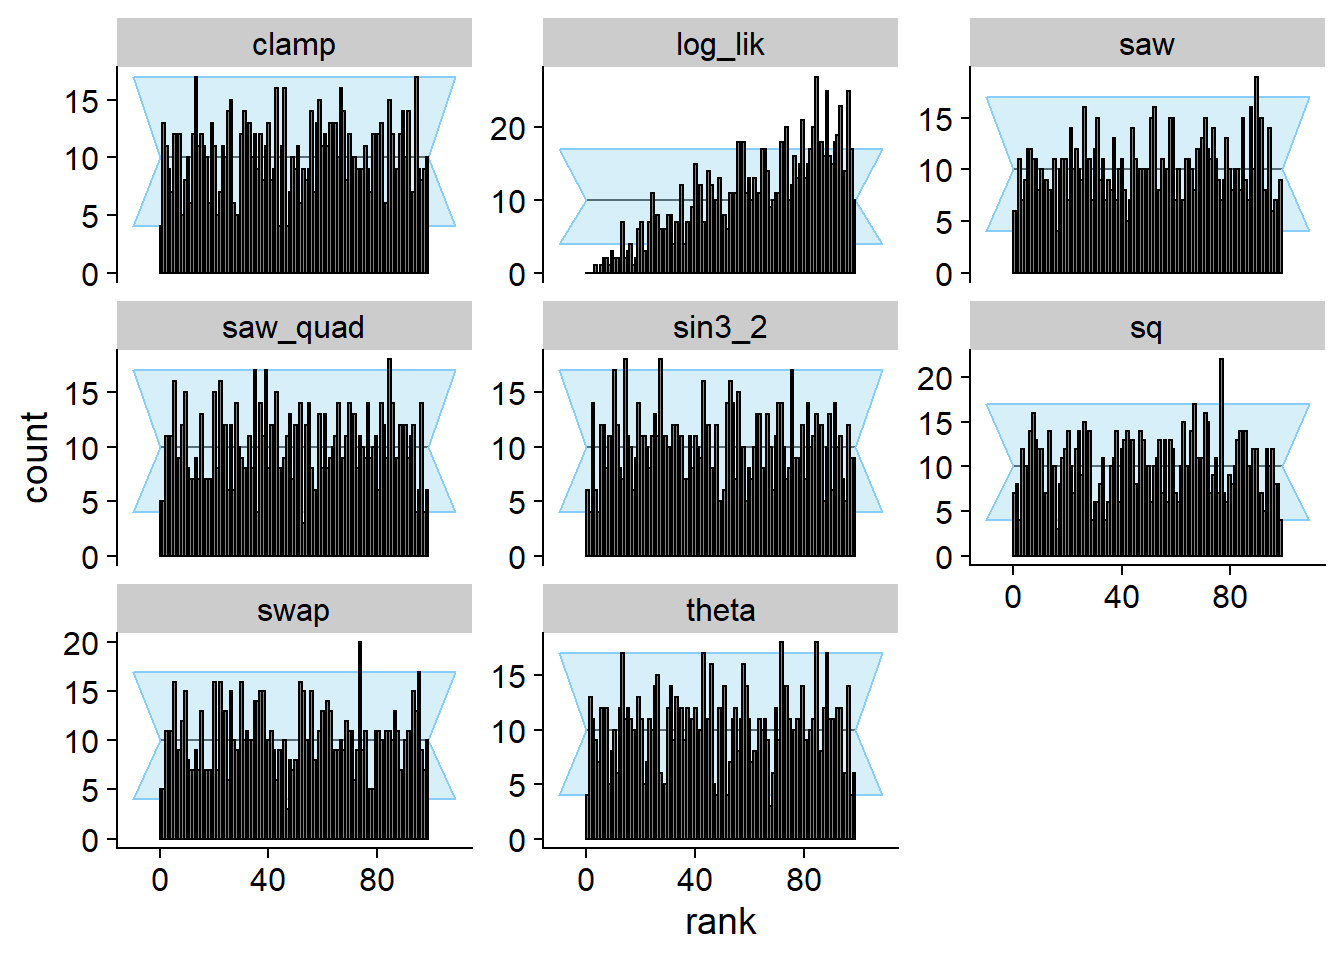 clamp log_lik saw
15 20 15
10 10 10
5 5
0 0 0
saw_quad sin3_2 sq
15 15 20
10 10 15
5 5 10
0 0 5
0
0 40 80
swap theta
20 15
15 10
10 5
5 0
0
0 40 80 0 40 80
count
rank